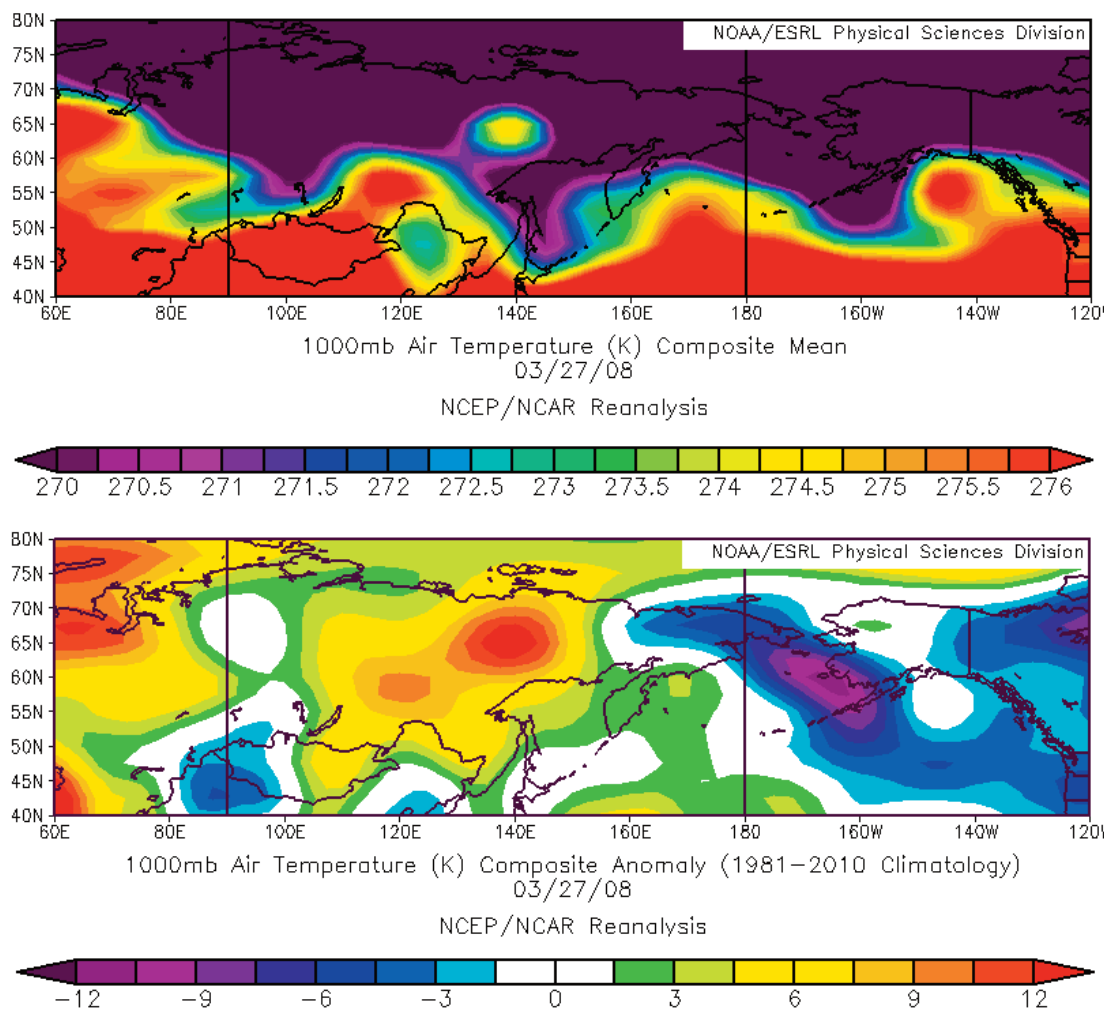 80N
NOAA/ESRL Physical Sciences Division
75N
70N
65N
60N
55N
50N
45N
40N
60E 80E 100E 120E 140E 160E 180 160W 140W 120W
1000mb Air Temperature (K) Composite Mean
03/27/08
NCEP/NCAR Reanalysis
270 270.5 271 271.5 272 272.5 273 273.5 274 274.5 275 275.5 276
80N
NOAA/ESRL Physical Sciences Division
75N
70N
65N
60N
55N
50N
45N
40N
60E 80E 100E 120E 140E 160E 180 160W 140W 120W
1000mb Air Temperature (K) Composite Anomaly (1981-2010 Climatology)
03/27/08
NCEP/NCAR Reanalysis
-12 -9 -6 -3 0 3 6 9 12